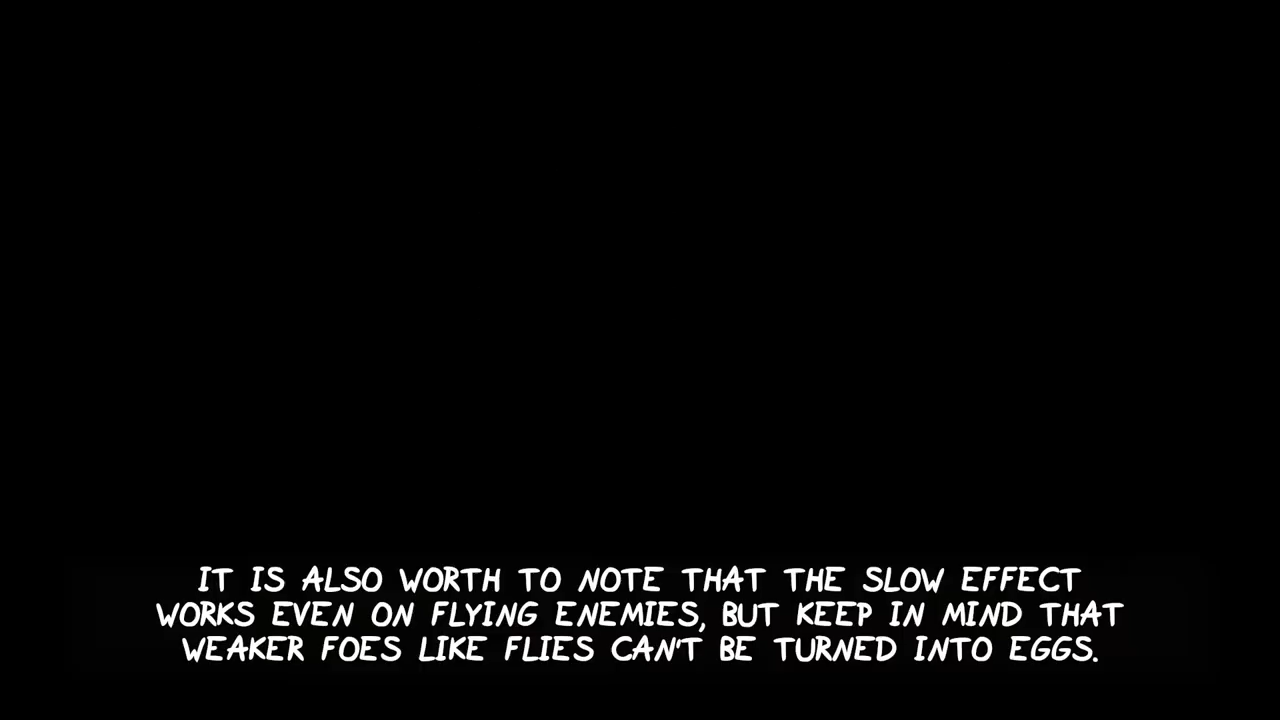 IT IS ALSO WORTH TO NOTE THAT THE SLOW EFFECT
WORKS EVEN ON FLYING ENEMIES, BUT KEEP IN MIND THAT
WEAKER FOES LIKE FLIES CAN'T BE TURNED INTO EGGS.